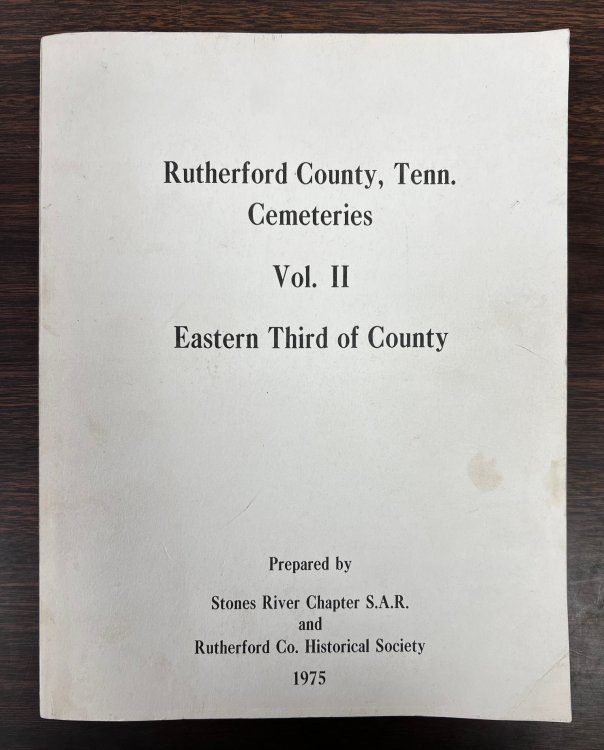 Rutherford County, Tenn.
Cemeteries
Vol. II
Eastern Third of County
Prepared by
Stones River Chapter S.A.R.
and
Rutherford Co. Historical Society
1975